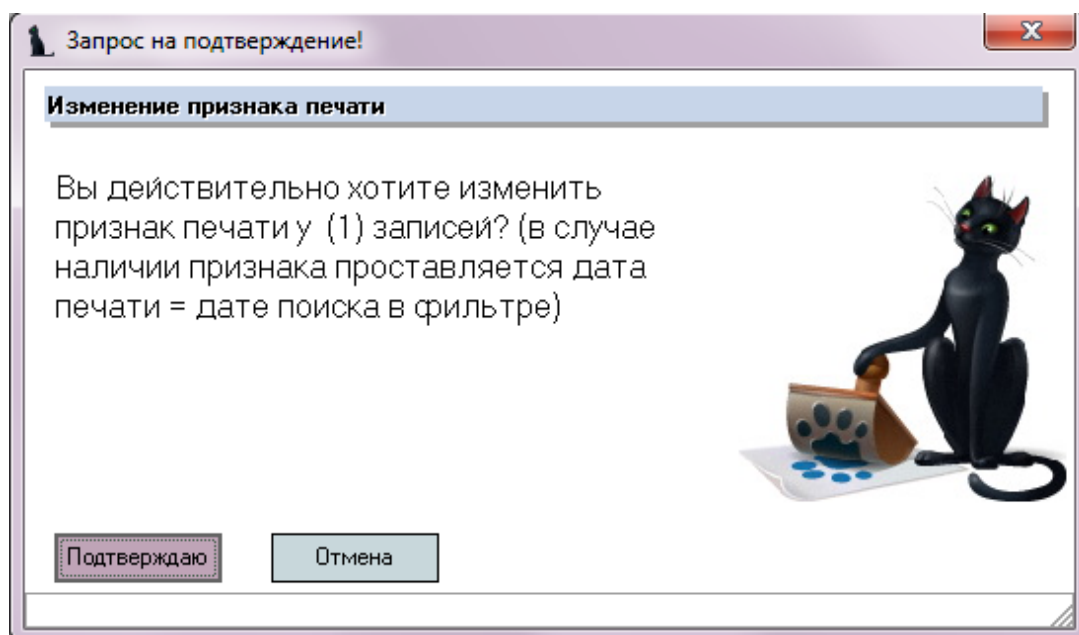 Запрос на подтверждение!
Изменение признака печати
Вы действительно хотите изменить
признак печати у (1) записей? (в случае
наличии признака проставляется дата
печати = дате поиска в фильтре)
Подтверждаю
Отмена